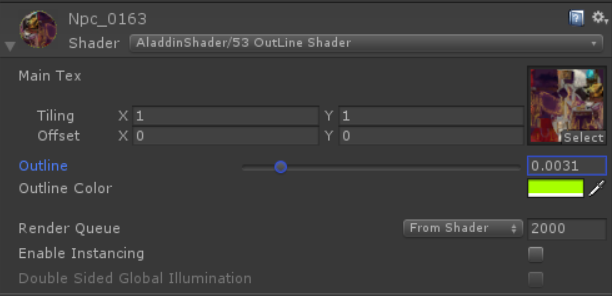 Npc_0163
Shader AladdinShader/53 OutLine Shader
Main Tex
Tiling X 1 Y 1
Offset X 0 Y 0
Select
Outline 0.0031
Outline Color
Render Queue From Shader 2000
Enable Instancing
Double Sided Global Illumination